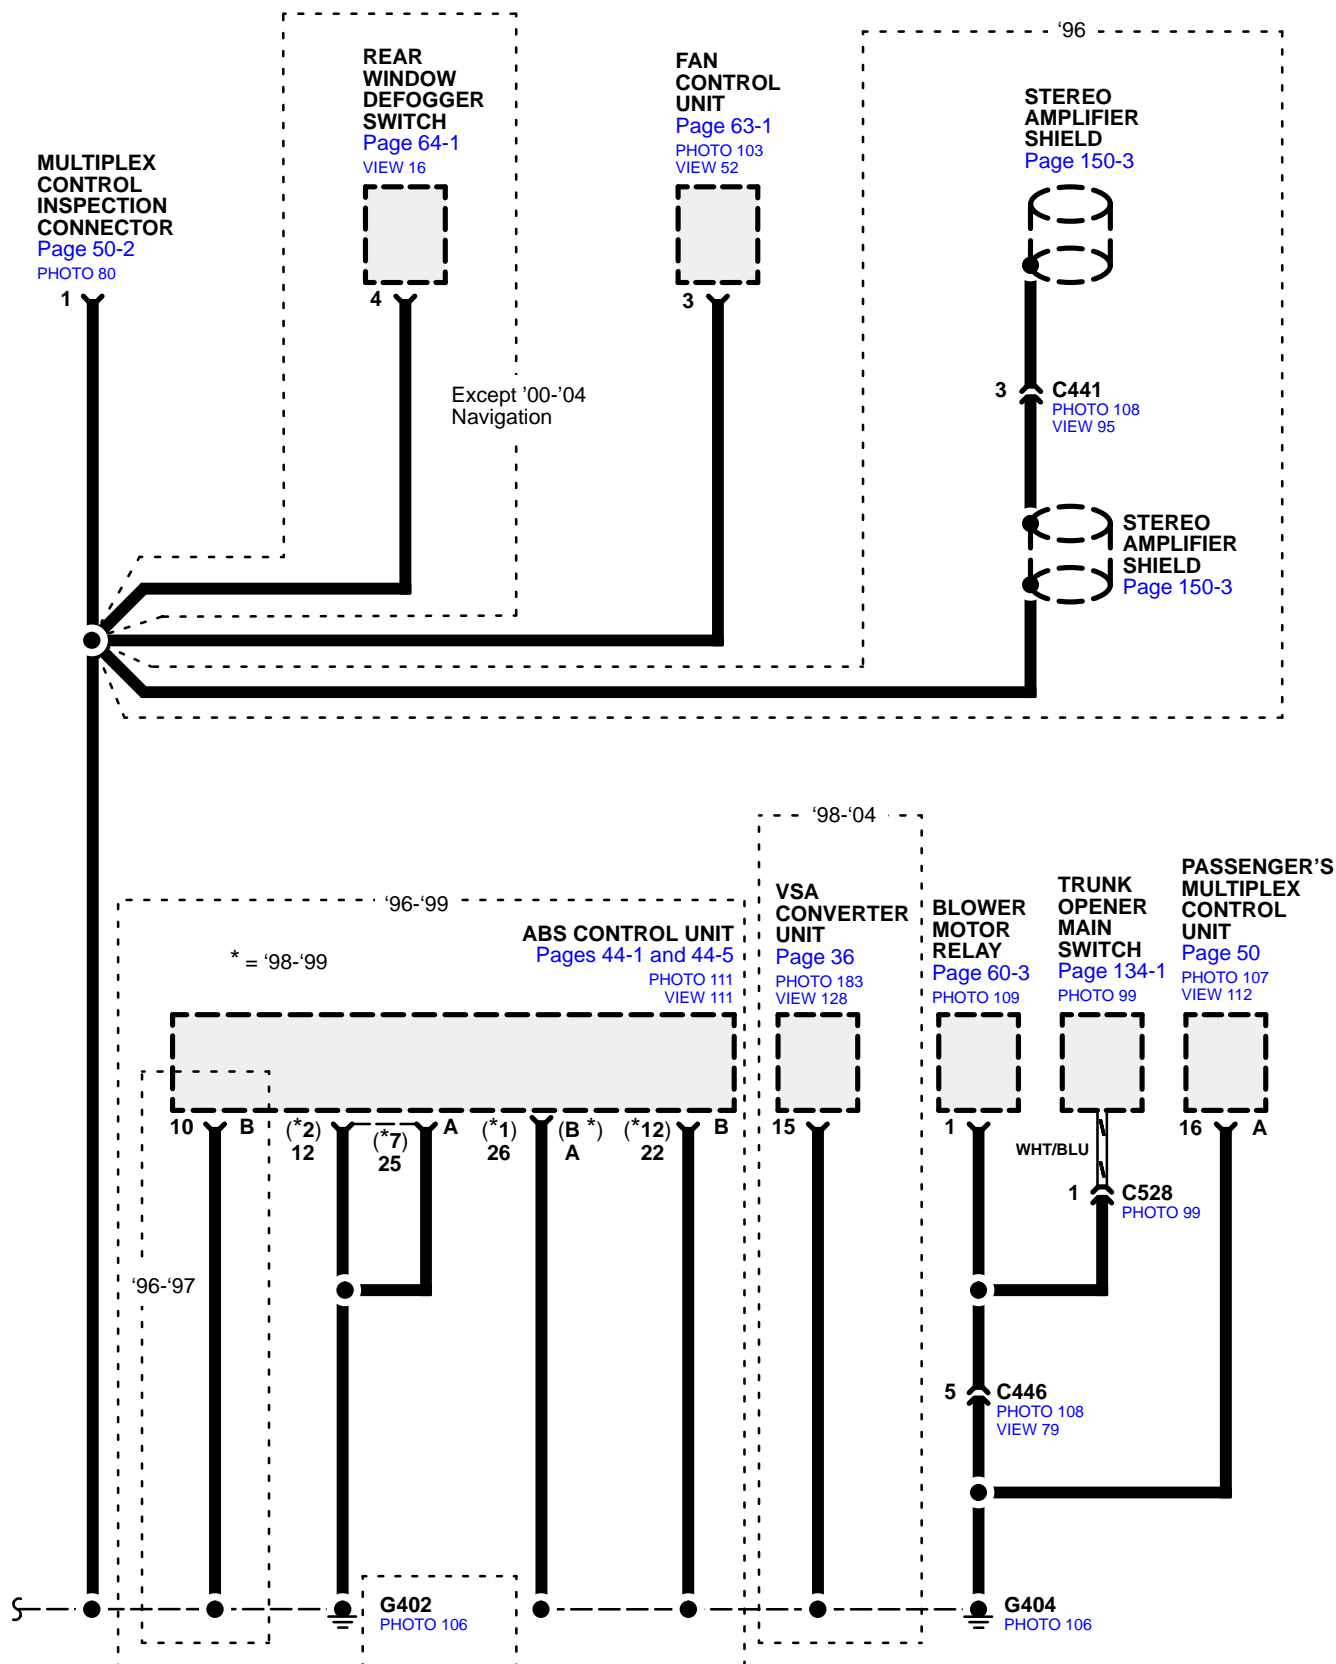 ‘96
REAR
WINDOW
DEFOGGER
SWITCH
Page 64-1
VIEW 16
FAN
CONTROL
UNIT
Page 63-1
PHOTO 103
VIEW 52
STEREO
AMPLIFIER
SHIELD
Page 150-3
MULTIPLEX
CONTROL
INSPECTION
CONNECTOR
Page 50-2
PHOTO 80
1
4
3
Except ’00-’04
Navigation
3
C441
PHOTO 108
VIEW 95
STEREO
AMPLIFIER
SHIELD
Page 150-3
‘98-‘04
‘96-‘99
* = ‘98-‘99
ABS CONTROL UNIT
Pages 44-1 and 44-5
PHOTO 111
VIEW 111
VSA
CONVERTER
UNIT
Page 36
PHOTO 183
VIEW 128
BLOWER
MOTOR
RELAY
Page 60-3
PHOTO 109
TRUNK
OPENER
MAIN
SWITCH
Page 134-1
PHOTO 99
PASSENGER’S
MULTIPLEX
CONTROL
UNIT
Page 50
PHOTO 107
VIEW 112
10
B
(*2)
12
(*7)
25
A
(*1)
26
(B *)
A
(*12)
22
B
15
1
WHT/BLU
16
A
1
C528
PHOTO 99
‘96-‘97
5
C446
PHOTO 108
VIEW 79
G402
PHOTO 106
G404
PHOTO 106